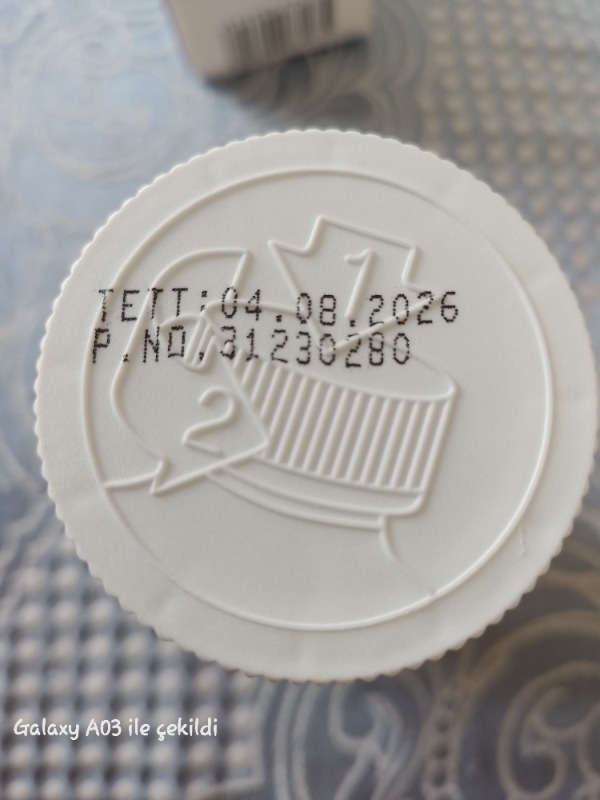 1
TETT:04.08.2026
P.NO.31230280
2
Galaxy A03 ile çekildi